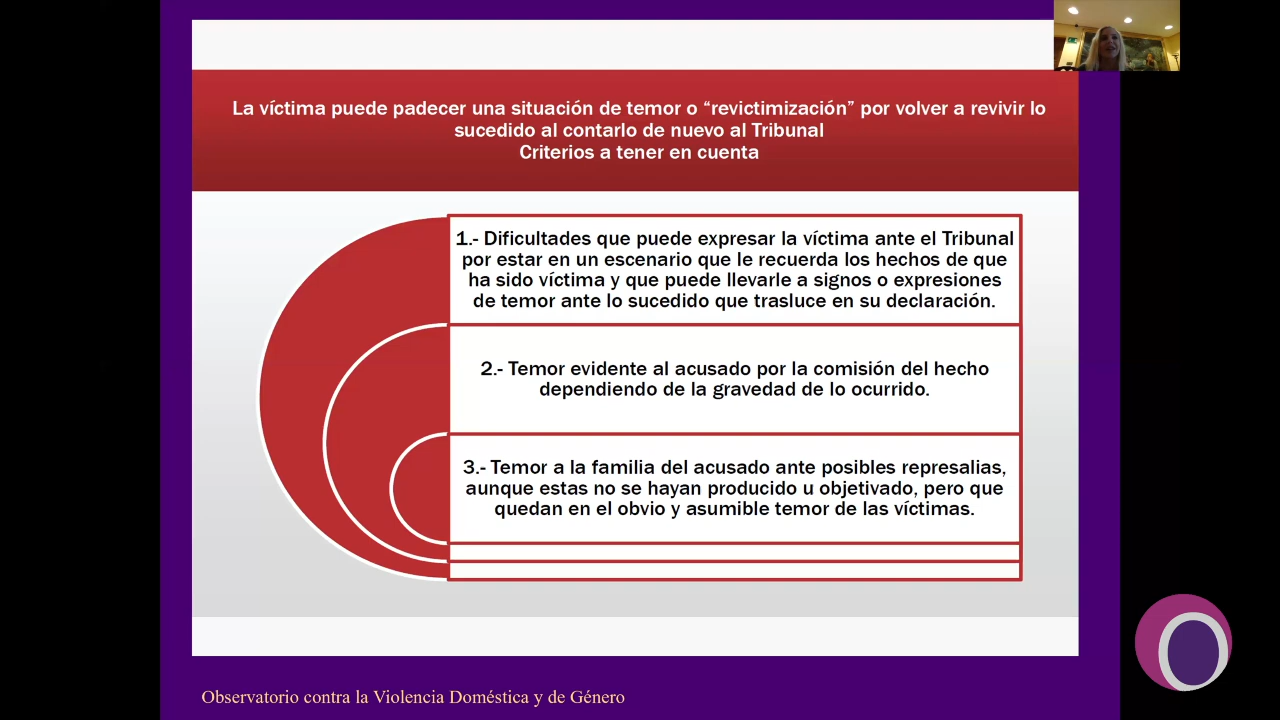 La víctima puede padecer una situación de temor o “revictimización” por volver a revivir lo
sucedido al contarlo de nuevo al Tribunal
Criterios a tener en cuenta
1.- Dificultades que puede expresar la víctima ante el Tribunal
por estar en un escenario que le recuerda los hechos de que
ha sido víctima y que puede llevarle a signos o expresiones
de temor ante lo sucedido que trasluce en su declaración.
2.- Temor evidente al acusado por la comisión del hecho
dependiendo de la gravedad de lo ocurrido.
3.- Temor a la familia del acusado ante posibles represalias,
aunque estas no se hayan producido u objetivado, pero que
quedan en el obvio y asumible temor de las víctimas.
Observatorio contra la Violencia Doméstica y de Género